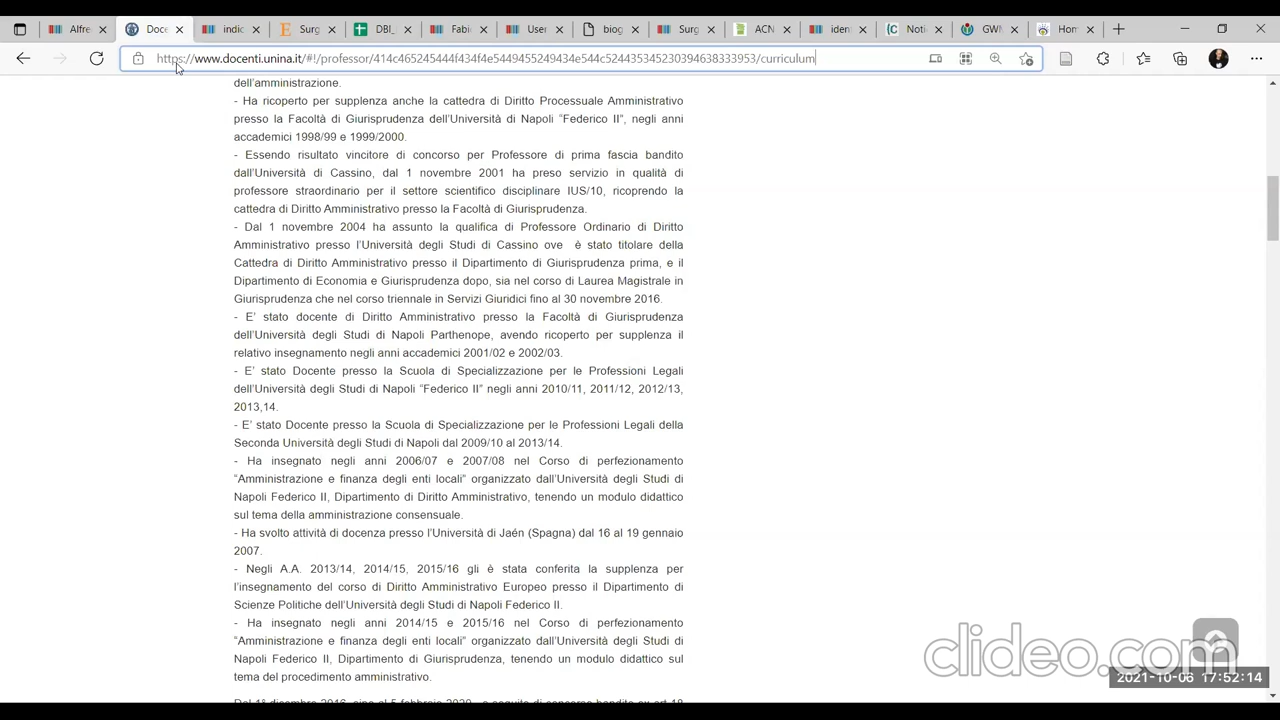 Alfre
Doce
indic
Surg
DBI_
Fabie
User
biog
Surg
ACN
iden
Notic
GWM
Hom
https://www.docenti.unina.it/#!/professor/414c465245444f434f4e5449455249434e544c52443534523039463833​3953/curriculum
dell'amministrazione.
- Ha ricoperto per supplenza anche la cattedra di Diritto Processuale Amministrativo
presso la Facoltà di Giurisprudenza dell'Università di Napoli “Federico II”, negli anni
accademici 1998/99 e 1999/2000.
- Essendo risultato vincitore di concorso per Professore di prima fascia bandito
dall'Università di Cassino, dal 1 novembre 2001 ha preso servizio in qualità di
professore straordinario per il settore scientifico disciplinare IUS/10, ricoprendo la
cattedra di Diritto Amministrativo presso la Facoltà di Giurisprudenza.
- Dal 1 novembre 2004 ha assunto la qualifica di Professore Ordinario di Diritto
Amministrativo presso l'Università degli Studi di Cassino ove è stato titolare della
Cattedra di Diritto Amministrativo presso il Dipartimento di Giurisprudenza prima, e il
Dipartimento di Economia e Giurisprudenza dopo, sia nel corso di Laurea Magistrale in
Giurisprudenza che nel corso triennale in Servizi Giuridici fino al 30 novembre 2016.
- E' stato docente di Diritto Amministrativo presso la Facoltà di Giurisprudenza
dell'Università degli Studi di Napoli Parthenope, avendo ricoperto per supplenza il
relativo insegnamento negli anni accademici 2001/02 e 2002/03.
- E' stato Docente presso la Scuola di Specializzazione per le Professioni Legali
dell'Università degli Studi di Napoli “Federico II” negli anni 2010/11, 2011/12, 2012/13,
2013,14.
- E' stato Docente presso la Scuola di Specializzazione per le Professioni Legali della
Seconda Università degli Studi di Napoli dal 2009/10 al 2013/14.
- Ha insegnato negli anni 2006/07 e 2007/08 nel Corso di perfezionamento
“Amministrazione e finanza degli enti locali” organizzato dall'Università degli Studi di
Napoli Federico II, Dipartimento di Diritto Amministrativo, tenendo un modulo didattico
sul tema della amministrazione consensuale.
- Ha svolto attività di docenza presso l'Università di Jaén (Spagna) dal 16 al 19 gennaio
2007.
- Negli A.A. 2013/14, 2014/15, 2015/16 gli è stata conferita la supplenza per
l'insegnamento del corso di Diritto Amministrativo Europeo presso il Dipartimento di
Scienze Politiche dell'Università degli Studi di Napoli Federico II.
- Ha insegnato negli anni 2014/15 e 2015/16 nel Corso di perfezionamento
“Amministrazione e finanza degli enti locali” organizzato dall'Università degli Studi di
Napoli Federico II, Dipartimento di Giurisprudenza, tenendo un modulo didattico sul
tema del procedimento amministrativo.
clideo.com
2021-10-06 17:52:14